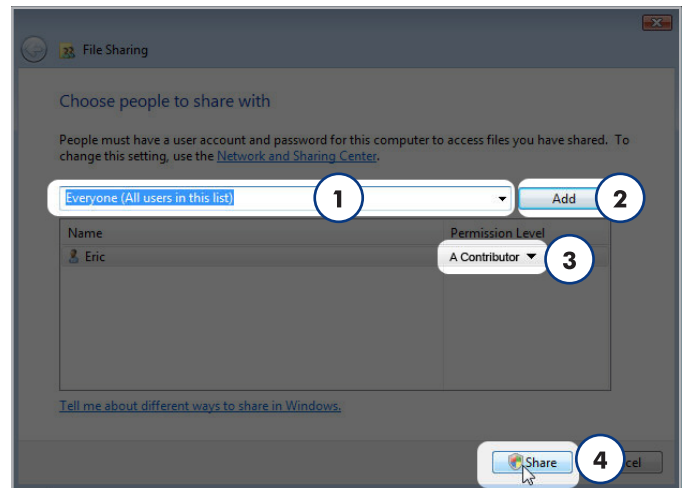 File Sharing
Choose people to share with
People must have a user account and password for this computer to access files you have shared. To
change this setting, use the Network and Sharing Center.
Everyone (All users in this list) 1 Add 2
Name Permission Level
Eric A Contributor 3
Tell me about different ways to share in Windows.
Share 4 cel